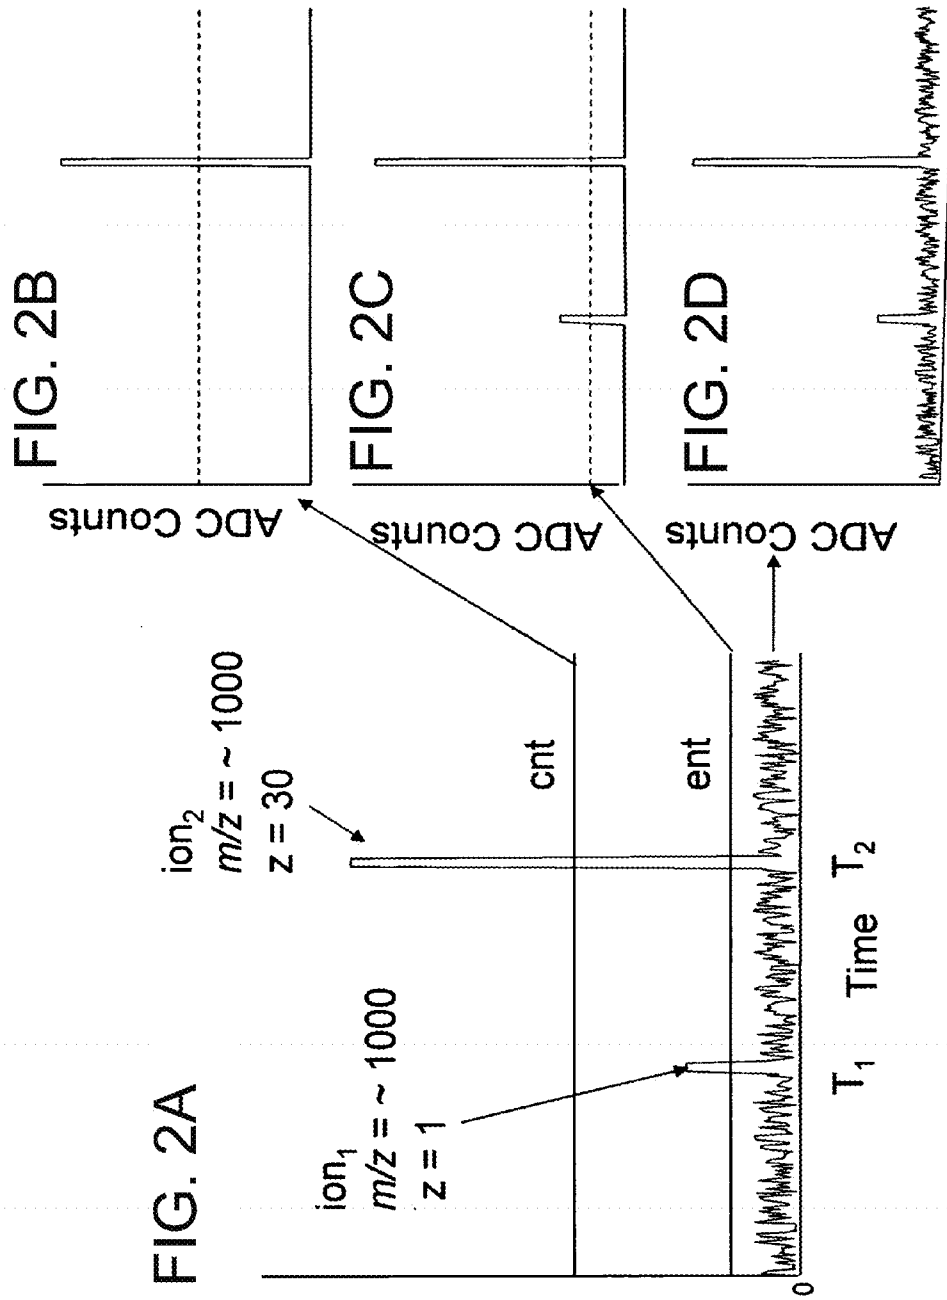 FIG. 2A
ion1
m/z = ~ 1000
z = 1
ion2
m/z = ~ 1000
z = 30
cnt
ent
0
T1
Time
T2
FIG. 2B
ADC Counts
FIG. 2C
ADC Counts
FIG. 2D
ADC Counts